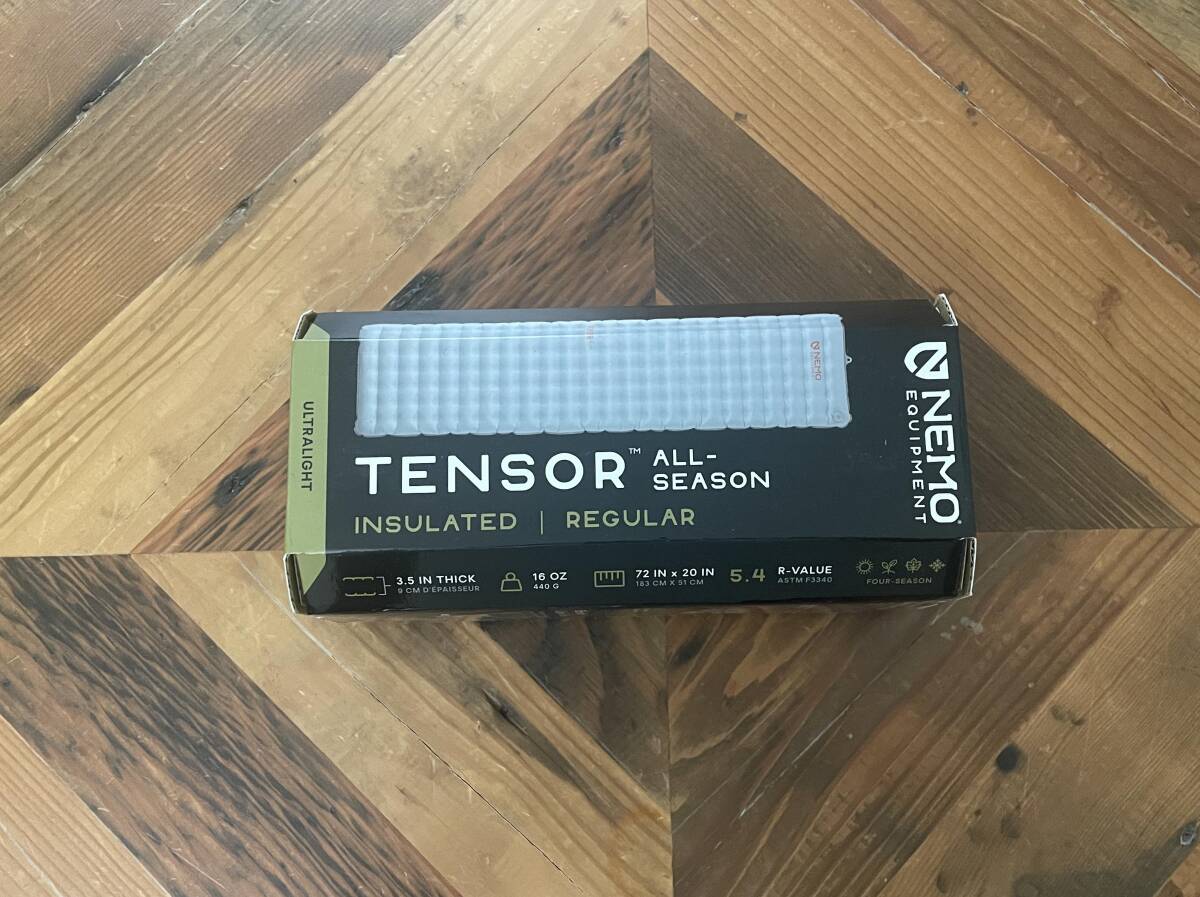 ULTRALIGHT
NEMO
TENSOR™ ALL-
SEASON
INSULATED | REGULAR
NEMO®
EQUIPMENT
3.5 IN THICK
9 CM D'ÉPAISSEUR
16 OZ
440 G
72 IN x 20 IN
183 CM X 51 CM
5.4
R-VALUE
ASTM F3340
FOUR-SEASON